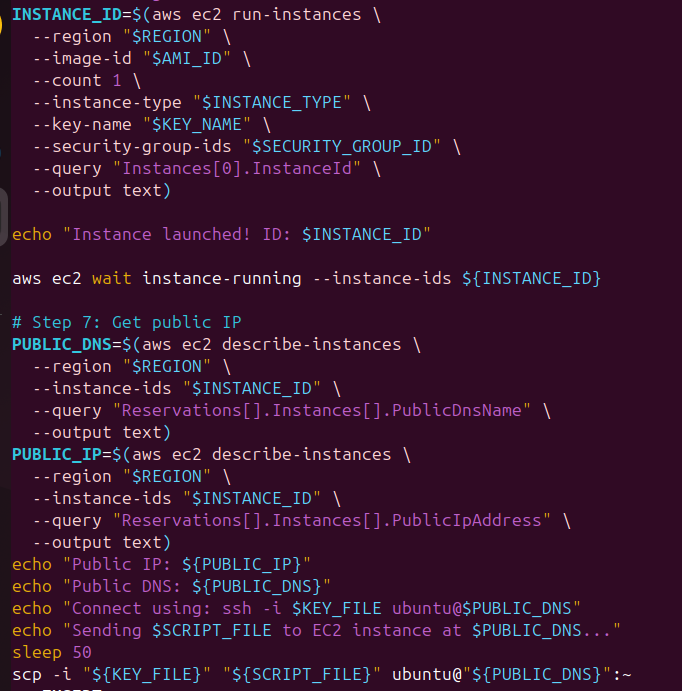 INSTANCE_ID=$(aws ec2 run-instances \
  --region "$REGION" \
  --image-id "$AMI_ID" \
  --count 1 \
  --instance-type "$INSTANCE_TYPE" \
  --key-name "$KEY_NAME" \
  --security-group-ids "$SECURITY_GROUP_ID" \
  --query "Instances[0].InstanceId" \
  --output text)

echo "Instance launched! ID: $INSTANCE_ID"

aws ec2 wait instance-running --instance-ids ${INSTANCE_ID}

# Step 7: Get public IP
PUBLIC_DNS=$(aws ec2 describe-instances \
  --region "$REGION" \
  --instance-ids "$INSTANCE_ID" \
  --query "Reservations[].Instances[].PublicDnsName" \
  --output text)
PUBLIC_IP=$(aws ec2 describe-instances \
  --region "$REGION" \
  --instance-ids "$INSTANCE_ID" \
  --query "Reservations[].Instances[].PublicIpAddress" \
  --output text)
echo "Public IP: ${PUBLIC_IP}"
echo "Public DNS: ${PUBLIC_DNS}"
echo "Connect using: ssh -i $KEY_FILE ubuntu@$PUBLIC_DNS"
echo "Sending $SCRIPT_FILE to EC2 instance at $PUBLIC_DNS..."
sleep 50
scp -i "${KEY_FILE}" "${SCRIPT_FILE}" ubuntu@"${PUBLIC_DNS}":~